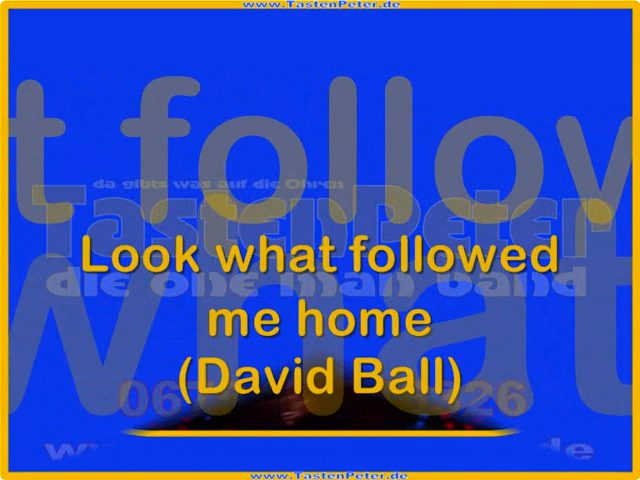 www.TastenPeter.de
t follow
da gibts was auf die Ohren
TastenPeter
Look what followed
die one man band
what
me home
(David Ball)
www.TastenPeter.de